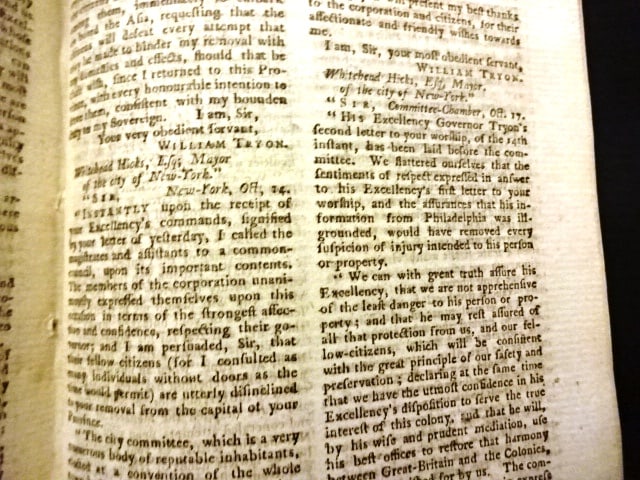 board the Asia, requesting that the
will defeat every attempt that
be made to hinder my removal with
domestics and effects, should that be
since I returned to this Pro-
with every honourable intention to
them, consistent with my bounden
to my Sovereign. I am, Sir,
Your very obedient servant,
WILLIAM TRYON.
Whitehead Hicks, Esq; Mayor
of the city of New-York."
"SIR, New-York, Oct. 14.
"INSTANTLY upon the receipt of
your Excellency's commands, signified
by your letter of yesterday, I called the
magistrates and assistants to a common-
council, upon its important contents.
The members of the corporation unani-
mously expressed themselves upon this
occasion in terms of the strongest affec-
tion and confidence, respecting their go-
vernor; and I am persuaded, Sir, that
their fellow citizens (for I consulted as
many individuals without doors as the
time would permit) are utterly disinclined
to your removal from the capital of your
Province.
"The city committee, which is a very
numerous body of reputable inhabitants,
at a convention of the whole
present my best thanks
to the corporation and citizens, for their
affectionate and friendly wishes towards
me.
I am, Sir, your most obedient servant,
WILLIAM TRYON.
Whitehead Hicks, Esq; Mayor,
of the city of New-York."
"SIR, Committee-Chamber, Oct. 17.
"HIS Excellency Governor Tryon's
second letter to your worship, of the 14th
instant, has been laid before the com-
mittee. We flattered ourselves that the
sentiments of respect expressed in answer
to his Excellency's first letter to your
worship, and the assurances that his in-
formation from Philadelphia was ill-
grounded, would have removed every
suspicion of injury intended to his person
or property.
"We can with great truth assure his
Excellency, that we are not apprehensive
of the least danger to his person or pro-
perty; and that he may rest assured of
all that protection from us, and our fel-
low-citizens, which will be consistent
with the great principle of our safety and
preservation; declaring at the same time
that we have the utmost confidence in his
Excellency's disposition to serve the true
interest of this colony, and that he will,
by his wise and prudent mediation, use
his best offices to restore that harmony
between Great-Britain and the Colonies,
for by us. The com-